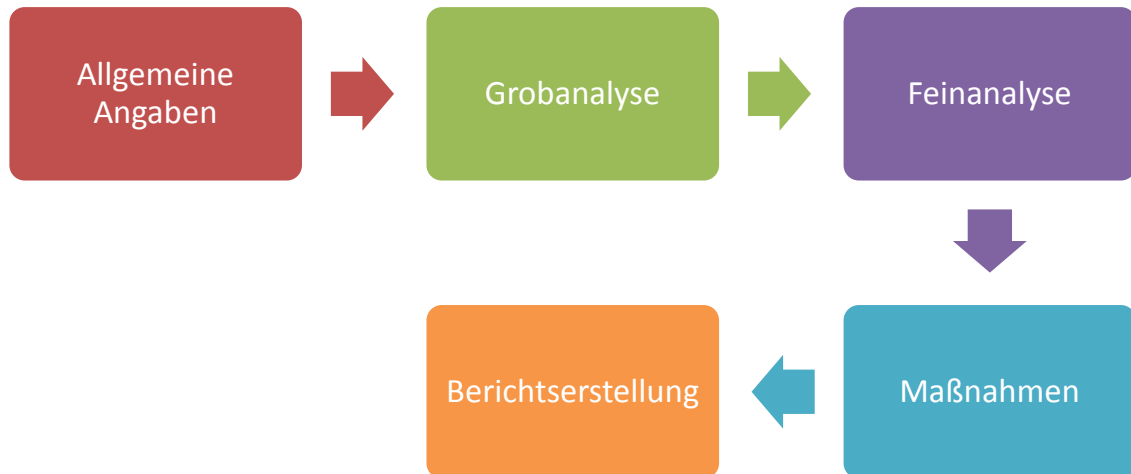 Allgemeine
Angaben
Grobanalyse
Feinanalyse
Maßnahmen
Berichtserstellung